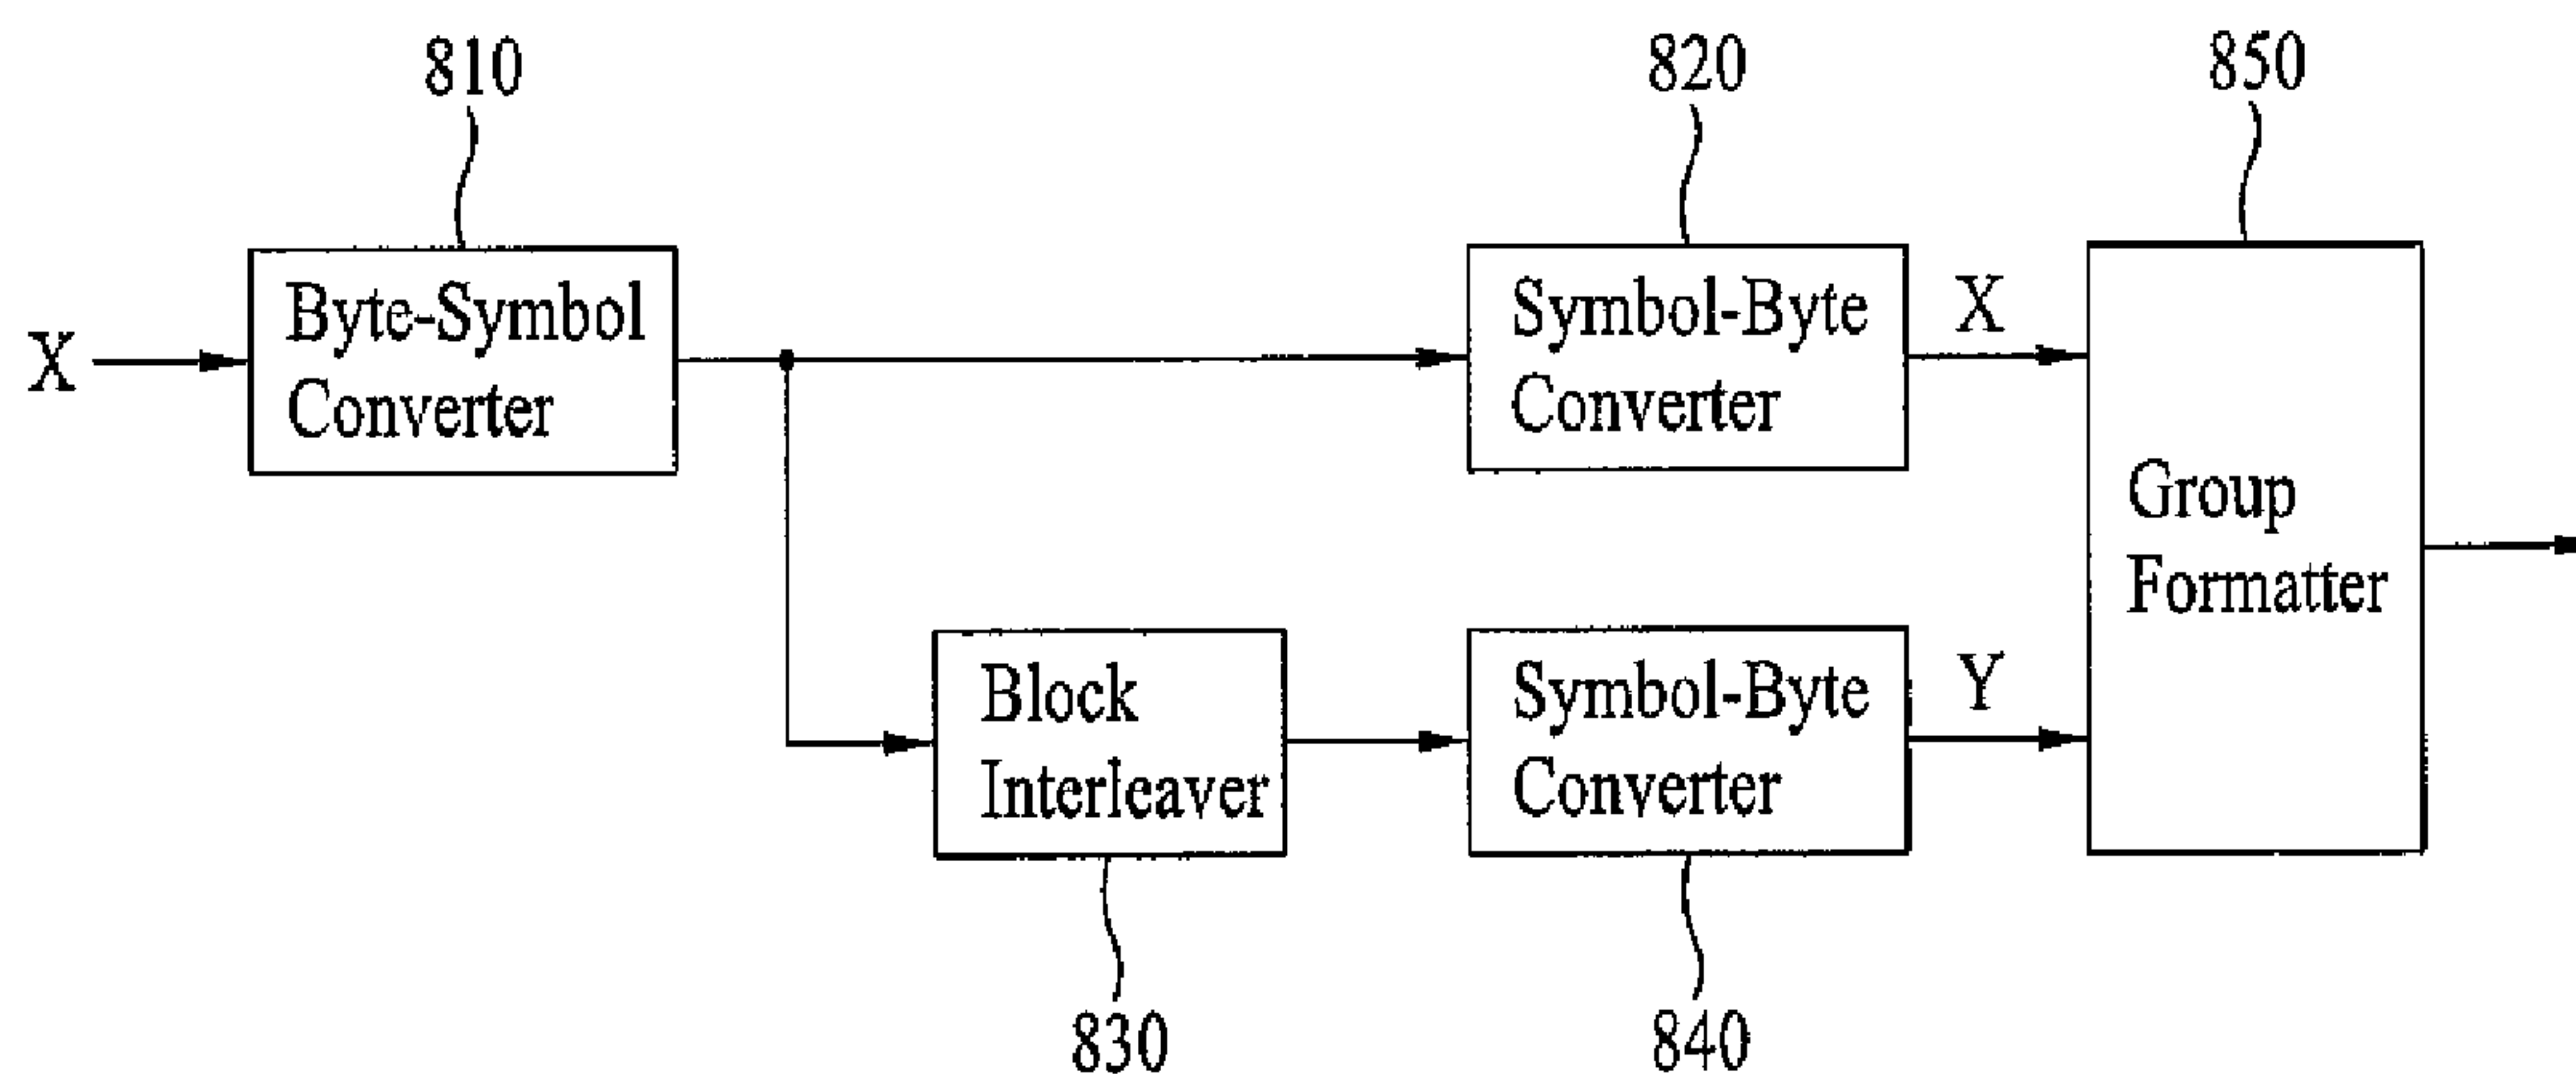 810
820
850
X
Byte-Symbol
Converter
Symbol-Byte
Converter
X
Group
Formatter
Block
Interleaver
Symbol-Byte
Converter
Y
830
840